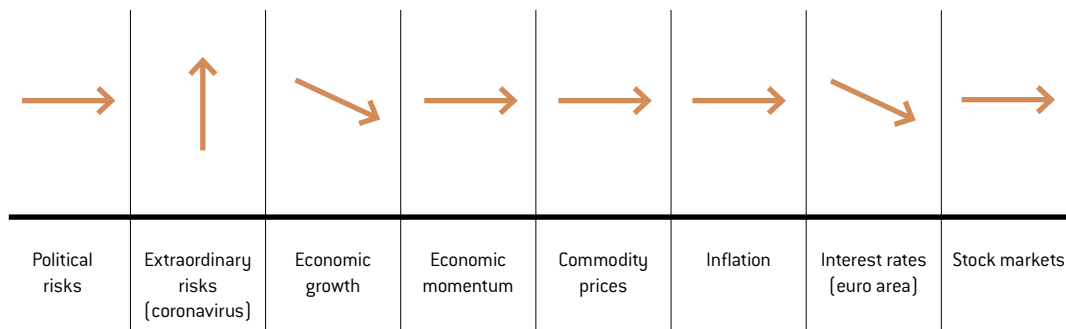 Political
risks
Extraordinary
risks
(coronavirus)
Economic
growth
Economic
momentum
Commodity
prices
Inflation
Interest rates
(euro area)
Stock markets